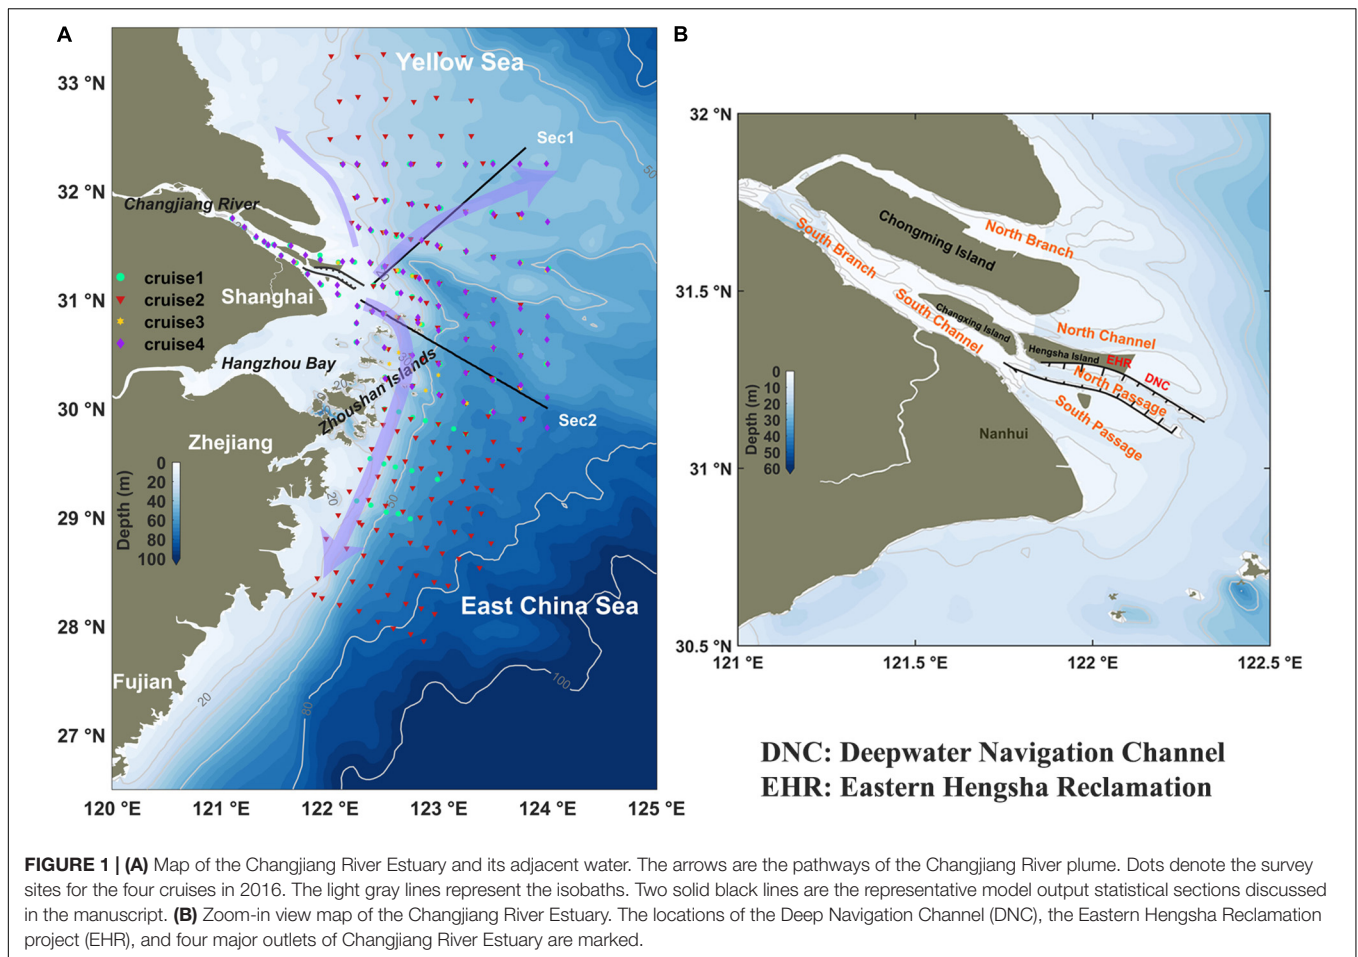 A
Yellow Sea
33 °N
Sec1
50
32 °N
Changjiang River
cruise1
cruise2
31 °N
Shanghai
cruise3
cruise4
Hangzhou Bay
20
Zhoushan Islands
30 °N
Sec2
Zhejiang
0
20
40
60
80
100
Depth (m)
20
50
29 °N
East China Sea
28 °N
Fujian
20
80
100
27 °N
120 °E
121 °E
122 °E
123 °E
124 °E
125 °E
B
32 °N
Chongming Island
North Branch
South Branch
31.5 °N
South Channel
Changxing Island
North Channel
Hengsha Island
EHR
DNC
North Passage
South Passage
0
10
20
30
40
50
60
Depth (m)
Nanhui
31 °N
30.5 °N
121 °E
121.5 °E
122 °E
122.5 °E
DNC: Deepwater Navigation Channel
EHR: Eastern Hengsha Reclamation
FIGURE 1 | (A) Map of the Changjiang River Estuary and its adjacent water. The arrows are the pathways of the Changjiang River plume. Dots denote the survey
sites for the four cruises in 2016. The light gray lines represent the isobaths. Two solid black lines are the representative model output statistical sections discussed
in the manuscript. (B) Zoom-in view map of the Changjiang River Estuary. The locations of the Deep Navigation Channel (DNC), the Eastern Hengsha Reclamation
project (EHR), and four major outlets of Changjiang River Estuary are marked.